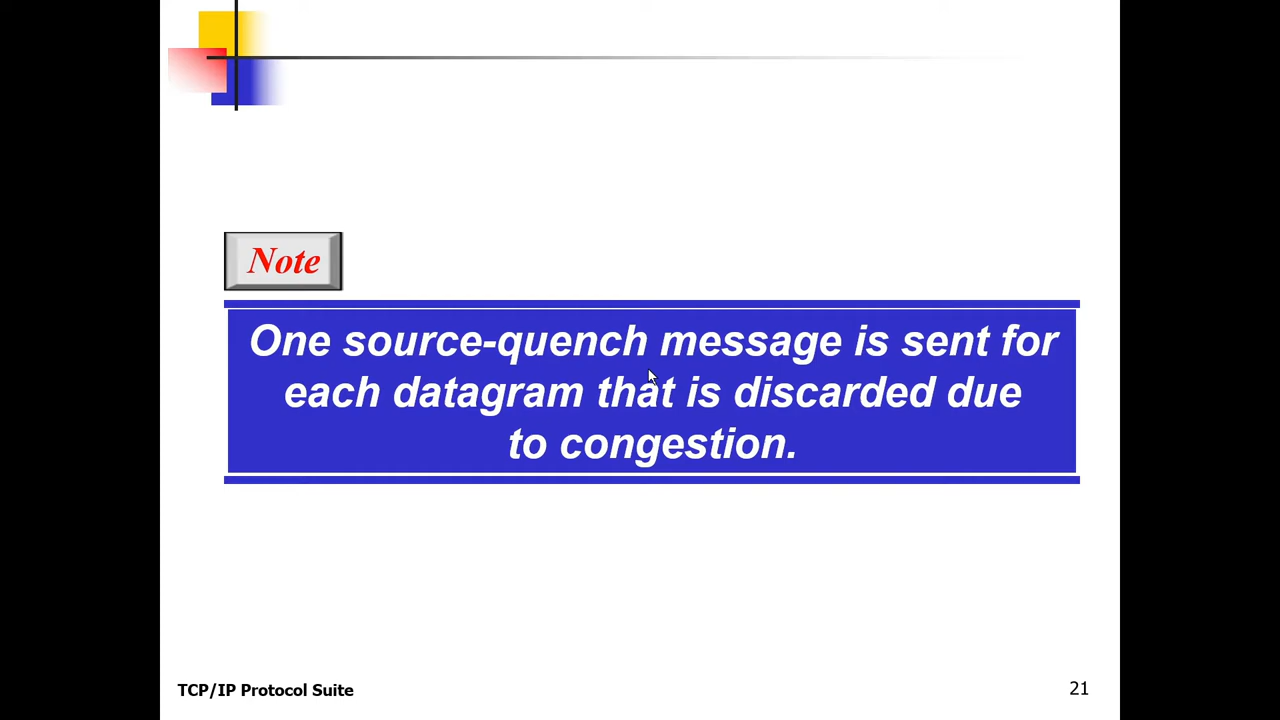 Note
One source-quench message is sent for
each datagram that is discarded due
to congestion.
TCP/IP Protocol Suite
21